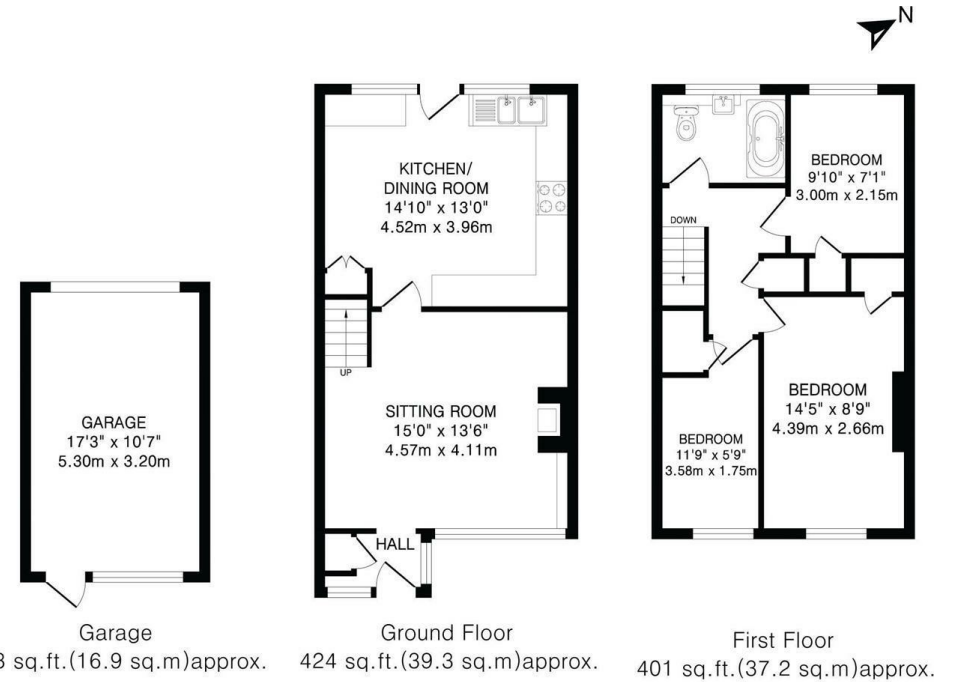 N
KITCHEN/
DINING ROOM
14'10" x 13'0"
4.52m x 3.96m
UP
SITTING ROOM
15'0" x 13'6"
4.57m x 4.11m
HALL
GARAGE
17'3" x 10'7"
5.30m x 3.20m
BEDROOM
9'10" x 7'1"
3.00m x 2.15m
DOWN
BEDROOM
14'5" x 8'9"
4.39m x 2.66m
BEDROOM
11'9" x 5'9"
3.58m x 1.75m
Garage
sq.ft.(16.9 sq.m)approx.
Ground Floor
424 sq.ft.(39.3 sq.m)approx.
First Floor
401 sq.ft.(37.2 sq.m)approx.